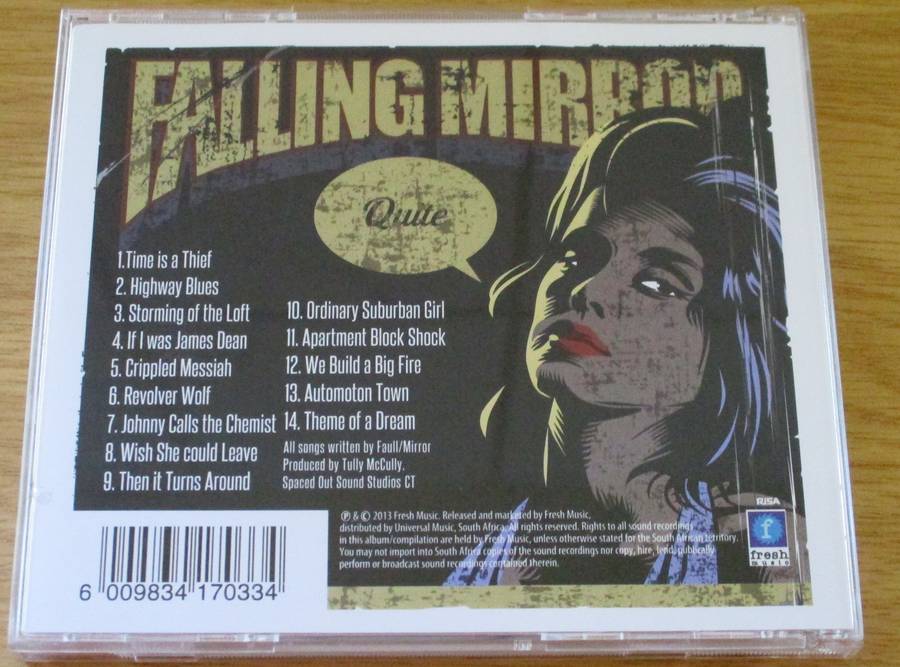 FALLING MIRROR
Quite
1.Time is a Thief
2. Highway Blues
3. Storming of the Loft
4. If I was James Dean
5. Crippled Messiah
6. Revolver Wolf
7. Johnny Calls the Chemist
8. Wish She could Leave
9. Then it Turns Around
10. Ordinary Suburban Girl
11. Apartment Block Shock
12. We Build a Big Fire
13. Automoton Town
14. Theme of a Dream
All songs written by Faull/Mirror
Produced by Tully McCully,
Spaced Out Sound Studios CT
℗ & © 2013 Fresh Music. Released and marketed by Fresh Music,
distributed by Universal Music, South Africa. All rights reserved. Rights to all sound recordings
in this album/compilation are held by Fresh Music, unless otherwise stated for the South African territory.
You may not import into South Africa copies of the sound recordings nor copy, hire, lend, publically
perform or broadcast sound recordings contained therein.
RiSA
f
fresh
music
6 009834 170334